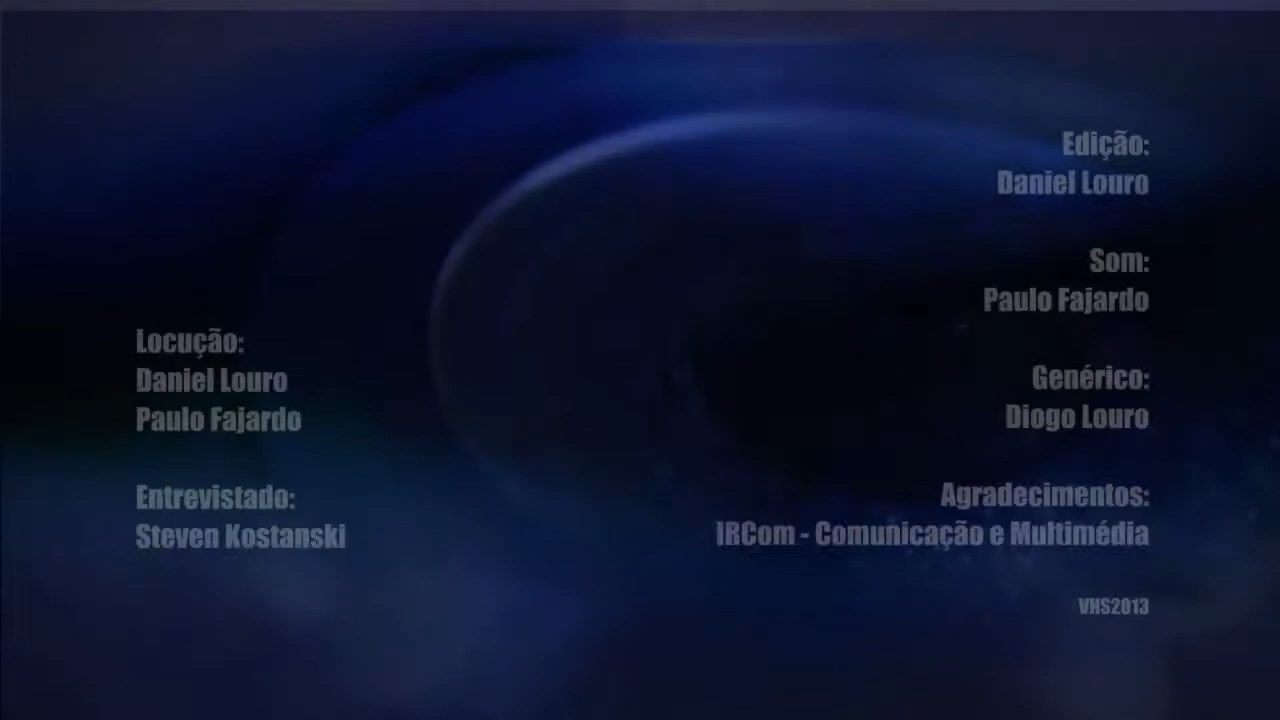 Locução:
Daniel Louro
Paulo Fajardo
Entrevistado:
Steven Kostanski
Edição:
Daniel Louro
Som:
Paulo Fajardo
Genérico:
Diogo Louro
Agradecimentos:
IRCom - Comunicação e Multimédia
VHS2013